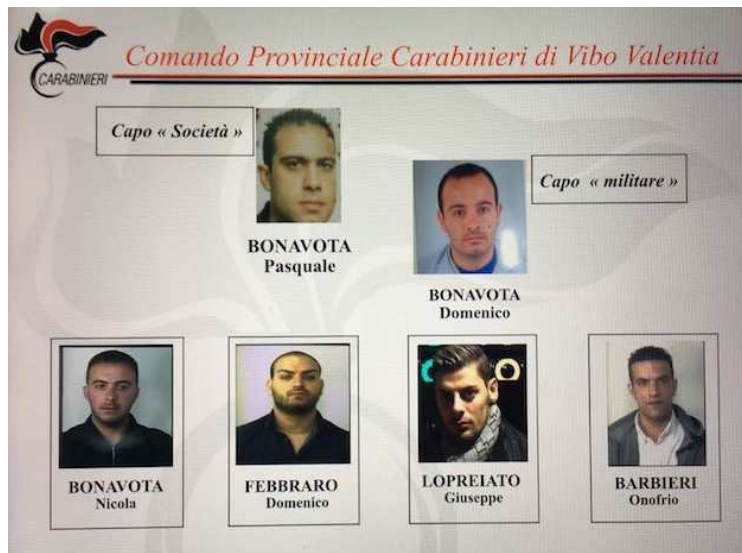 CARABINIERI
Comando Provinciale Carabinieri di Vibo Valentia
Capo « Società »
Capo « militare »
BONAVOTA
Pasquale
BONAVOTA
Domenico
BONAVOTA
Nicola
FEBBRARO
Domenico
LOPREIATO
Giuseppe
BARBIERI
Onofrio